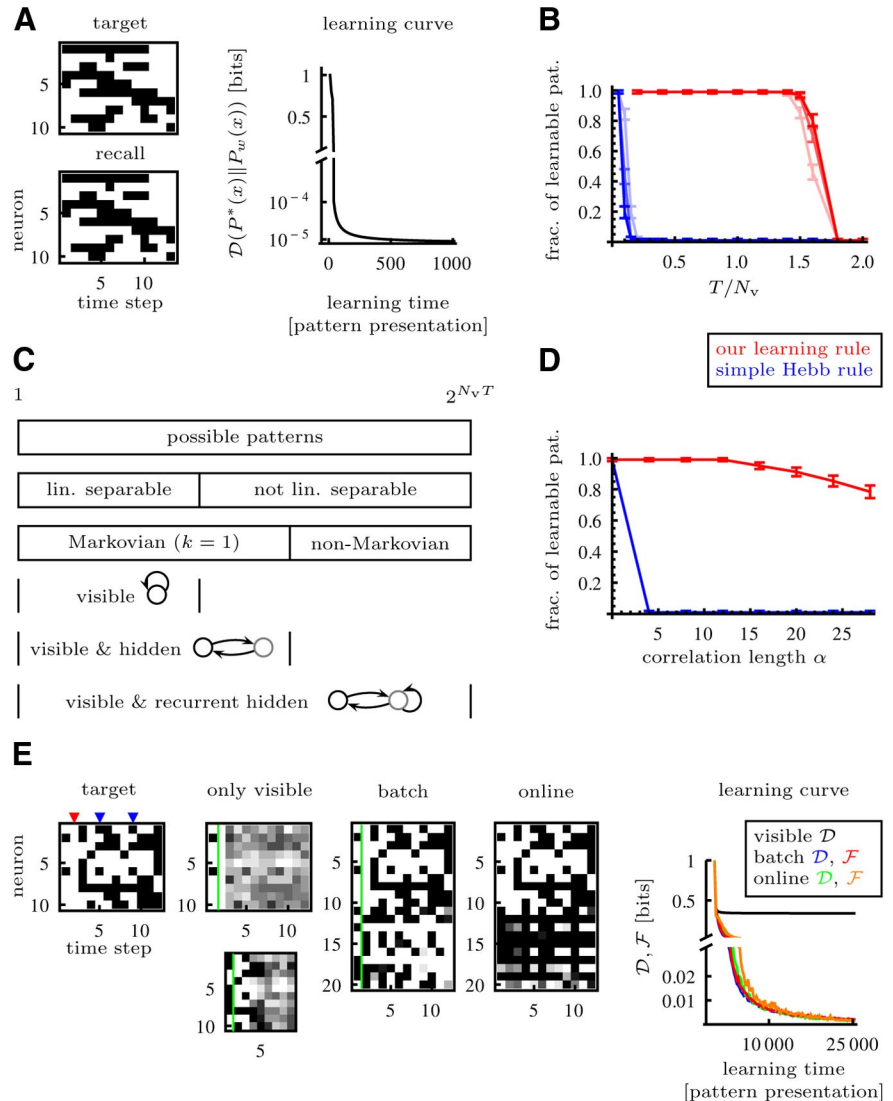 A
target
5
10
recall
5
10
neuron
5 10
time step
learning curve
D(P*(x)||P_w(x)) [bits]
1
0.5
10⁻⁴
10⁻⁵
0 500 1000
learning time
[pattern presentation]
B
frac. of learnable pat.
1.0
0.8
0.6
0.4
0.2
0.5 1.0 1.5 2.0
T/N_v
our learning rule
simple Hebb rule
C
1 2^{N_v T}
possible patterns
lin. separable not lin. separable
Markovian (k = 1) non-Markovian
visible
visible & hidden
visible & recurrent hidden
D
frac. of learnable pat.
1.0
0.8
0.6
0.4
0.2
5 10 15 20 25
correlation length α
E
target
neuron
5
10
5 10
time step
only visible
5
10
5 10
5
10
5
batch
5
10
15
20
5 10
online
5
10
15
20
5 10
learning curve
visible D
batch D, F
online D, F
D, F [bits]
1
0.5
0.02
0.01
10 000 25 000
learning time
[pattern presentation]